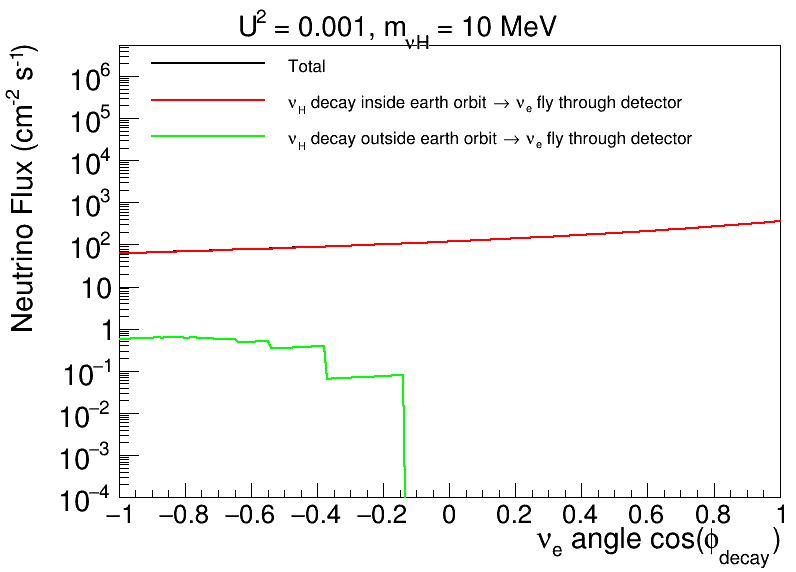 U² = 0.001, m_νH = 10 MeV
Total
ν_H decay inside earth orbit → ν_e fly through detector
ν_H decay outside earth orbit → ν_e fly through detector
Neutrino Flux (cm⁻² s⁻¹)
10⁶
10⁵
10⁴
10³
10²
10
1
10⁻¹
10⁻²
10⁻³
10⁻⁴
−1 −0.8 −0.6 −0.4 −0.2 0 0.2 0.4 0.6 0.8 1
ν_e angle cos(ϕ_decay)